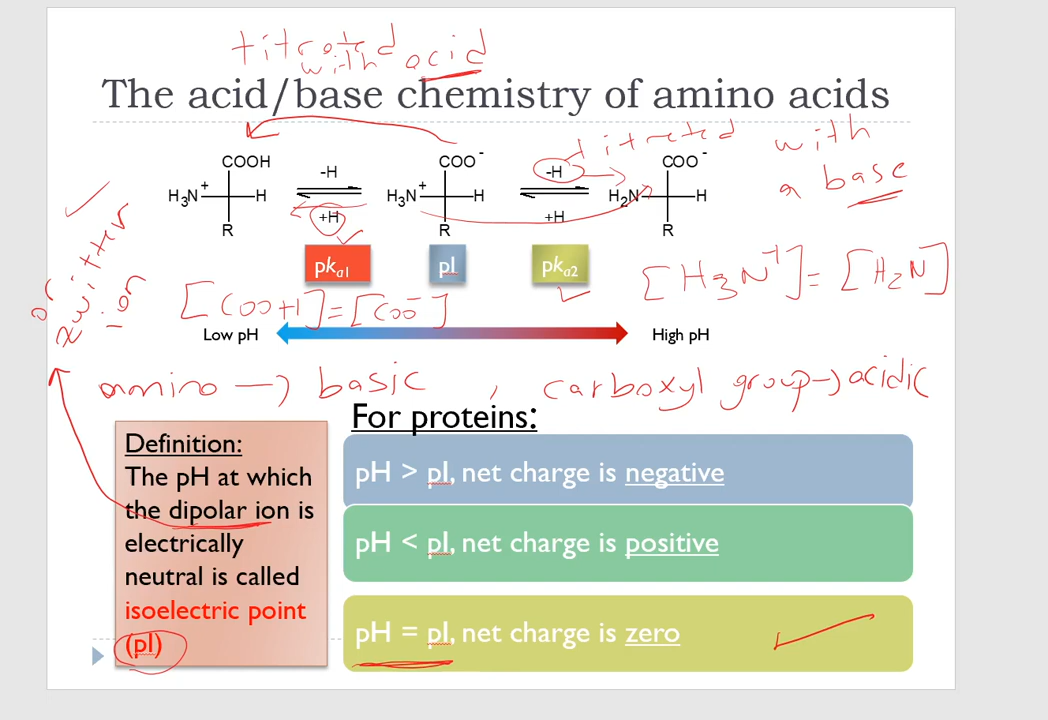 titrated
with acid
The acid/base chemistry of amino acids
titrated with
a base
COOH
H3N+ H
R
-H
+H
COO-
H3N+ H
R
-H
+H
COO-
H2N H
R
pka1
pI
pka2
or zwitter
ion
[COOH] = [COO-]
[H3N+] = [H2N]
Low pH
High pH
amino → basic , carboxyl group → acidic
For proteins:
Definition:
The pH at which
the dipolar ion is
electrically
neutral is called
isoelectric point
(pI)
pH > pI, net charge is negative
pH < pI, net charge is positive
pH = pI, net charge is zero